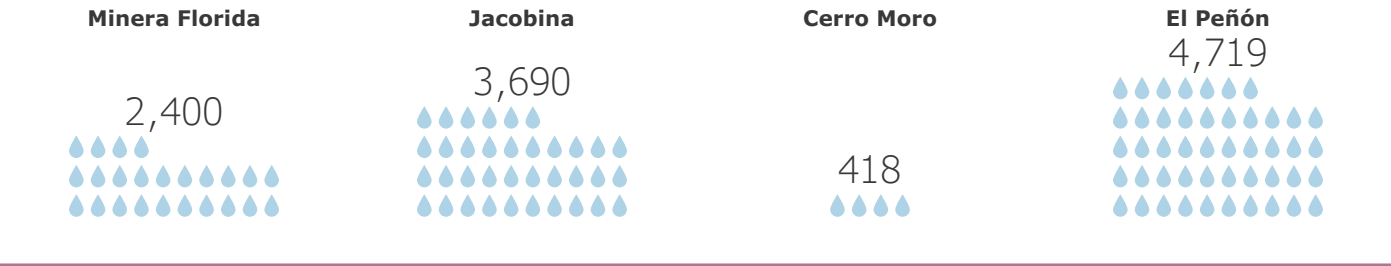 Minera Florida
2,400
Jacobina
3,690
Cerro Moro
418
El Peñón
4,719